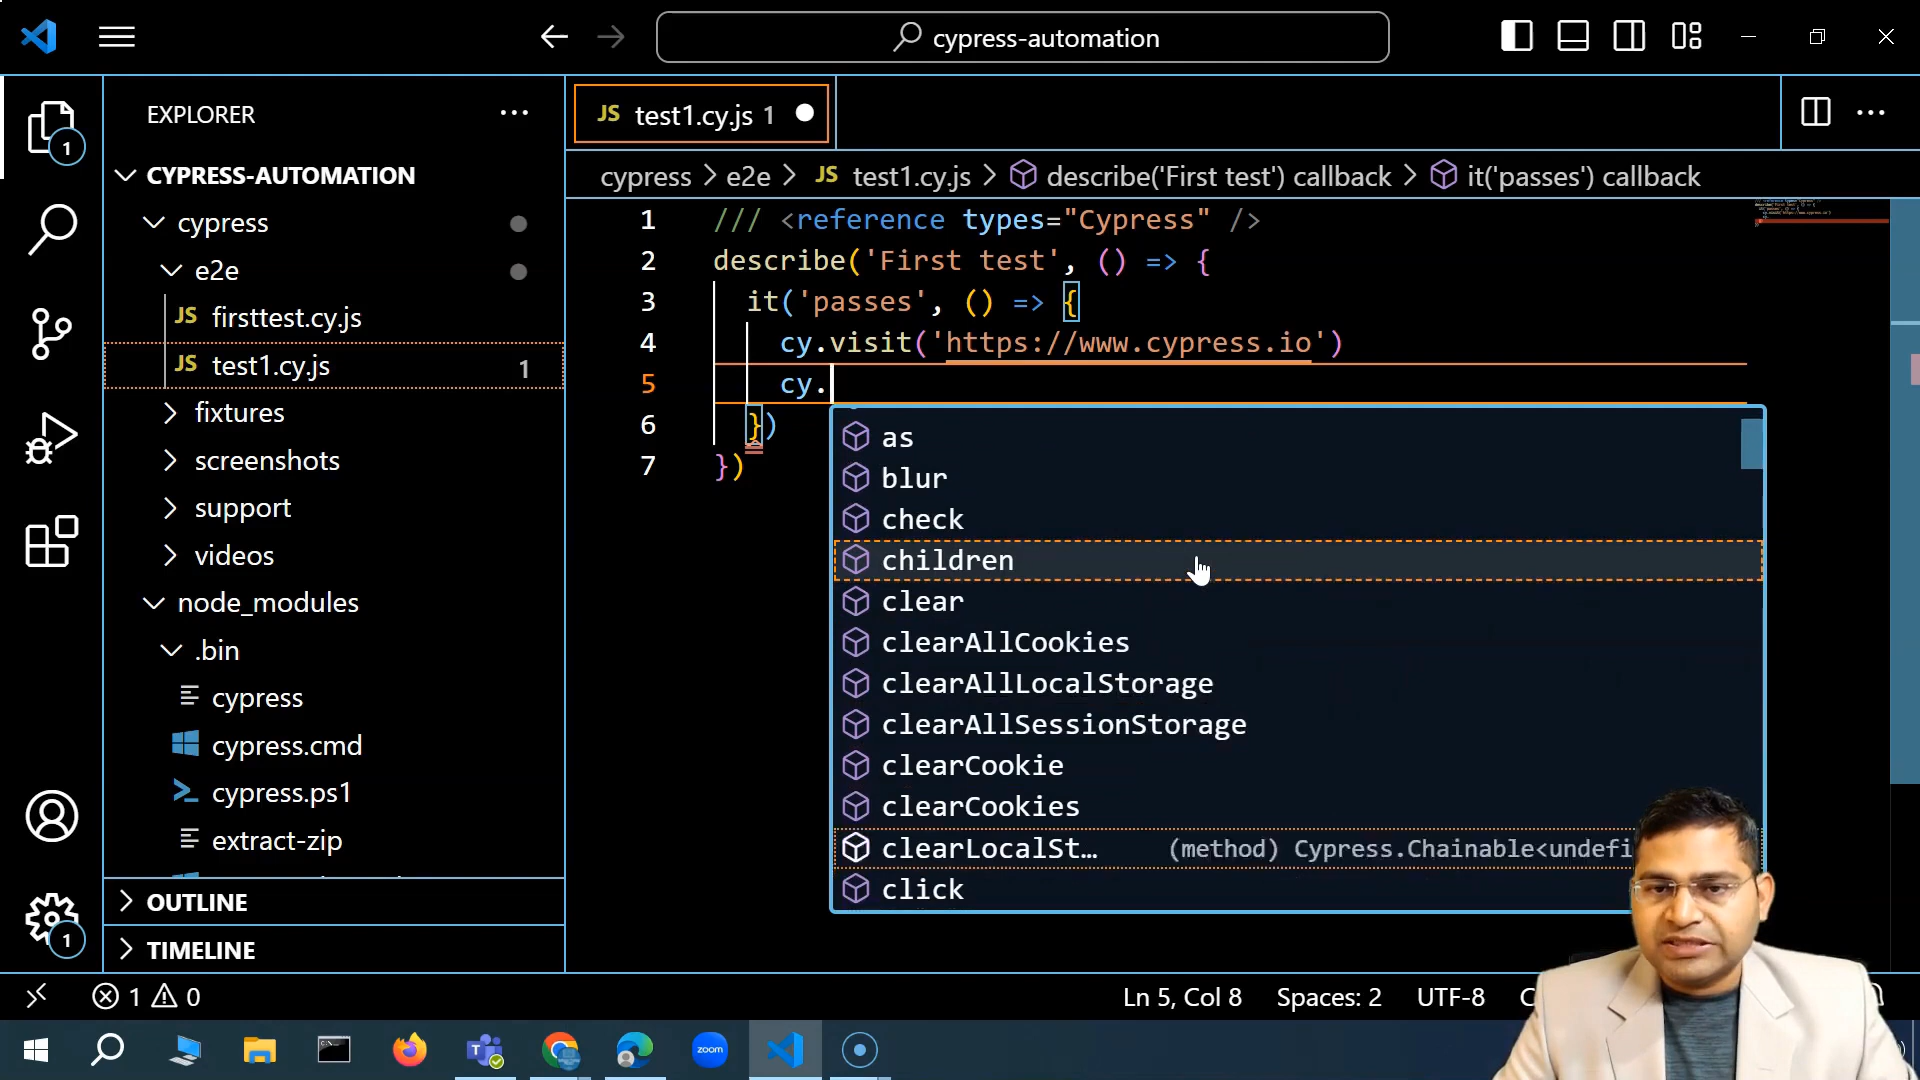 cypress-automation
EXPLORER
1
CYPRESS-AUTOMATION
cypress
e2e
JS firsttest.cy.js
JS test1.cy.js 1
fixtures
screenshots
support
videos
node_modules
.bin
cypress
cypress.cmd
cypress.ps1
extract-zip
OUTLINE
TIMELINE
1
JS test1.cy.js 1
cypress > e2e > JS test1.cy.js > describe('First test') callback > it('passes') callback
1 /// <reference types="Cypress" />
2 describe('First test', () => {
3 it('passes', () => {
4 cy.visit('https://www.cypress.io')
5 cy.
6 })
7 })
as
blur
check
children
clear
clearAllCookies
clearAllLocalStorage
clearAllSessionStorage
clearCookie
clearCookies
clearLocalSt… (method) Cypress.Chainable<undefi
click
1 0 Ln 5, Col 8 Spaces: 2 UTF-8
zoom